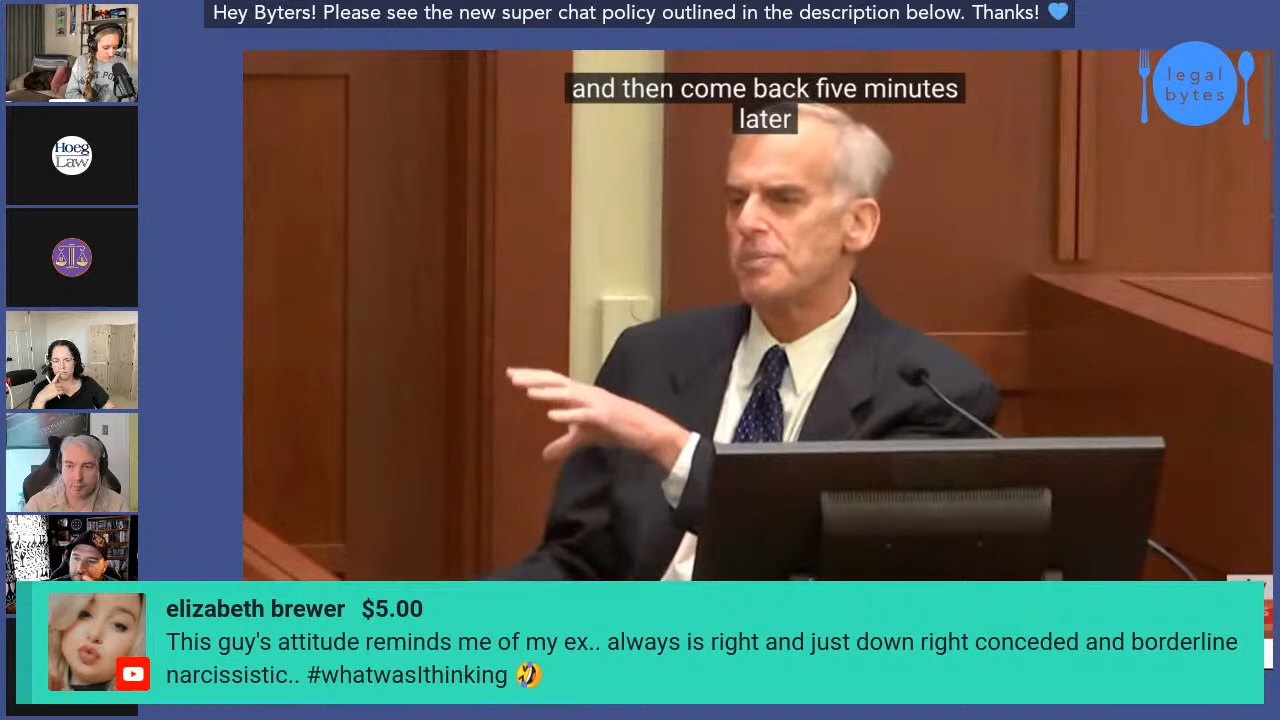 Hey Byters! Please see the new super chat policy outlined in the description below. Thanks! 💙
legal
bytes
and then come back five minutes
later
Hoeg
Law
elizabeth brewer $5.00
This guy's attitude reminds me of my ex.. always is right and just down right conceded and borderline
narcissistic.. #whatwasIthinking 🤣